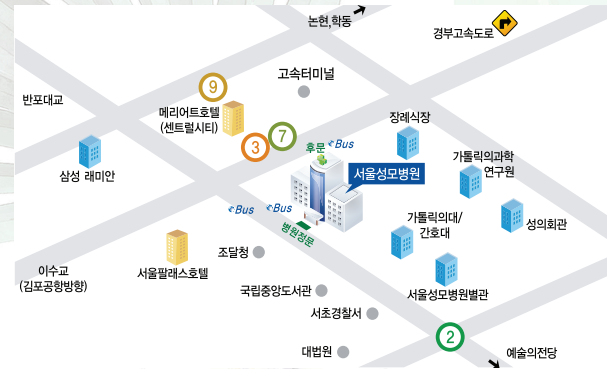 논현,학동
경부고속도로
고속터미널
9
반포대교
메리어트호텔
(센트럴시티)
장례식장
3
7
후문
Bus
가톨릭의과학
연구원
삼성 래미안
서울성모병원
Bus
Bus
병원정문
가톨릭의대/
간호대
성의회관
조달청
이수교
(김포공항방향)
서울팔래스호텔
국립중앙도서관
서울성모병원별관
서초경찰서
2
대법원
예술의전당